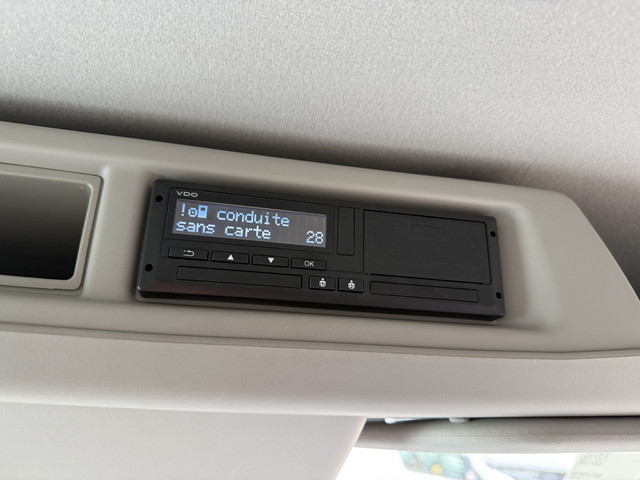 VDO
! conduite
sans carte 28
OK